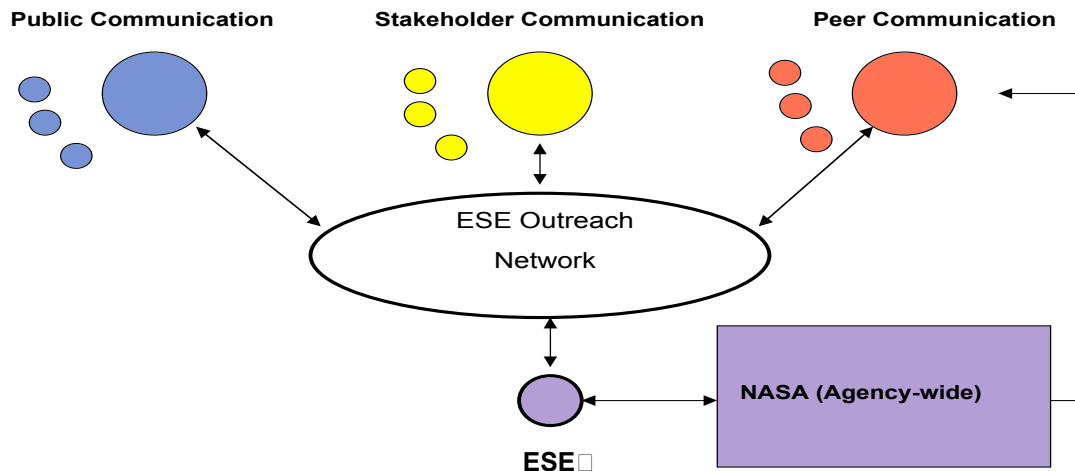 Public Communication
Stakeholder Communication
Peer Communication
ESE Outreach
Network
NASA (Agency-wide)
ESE□